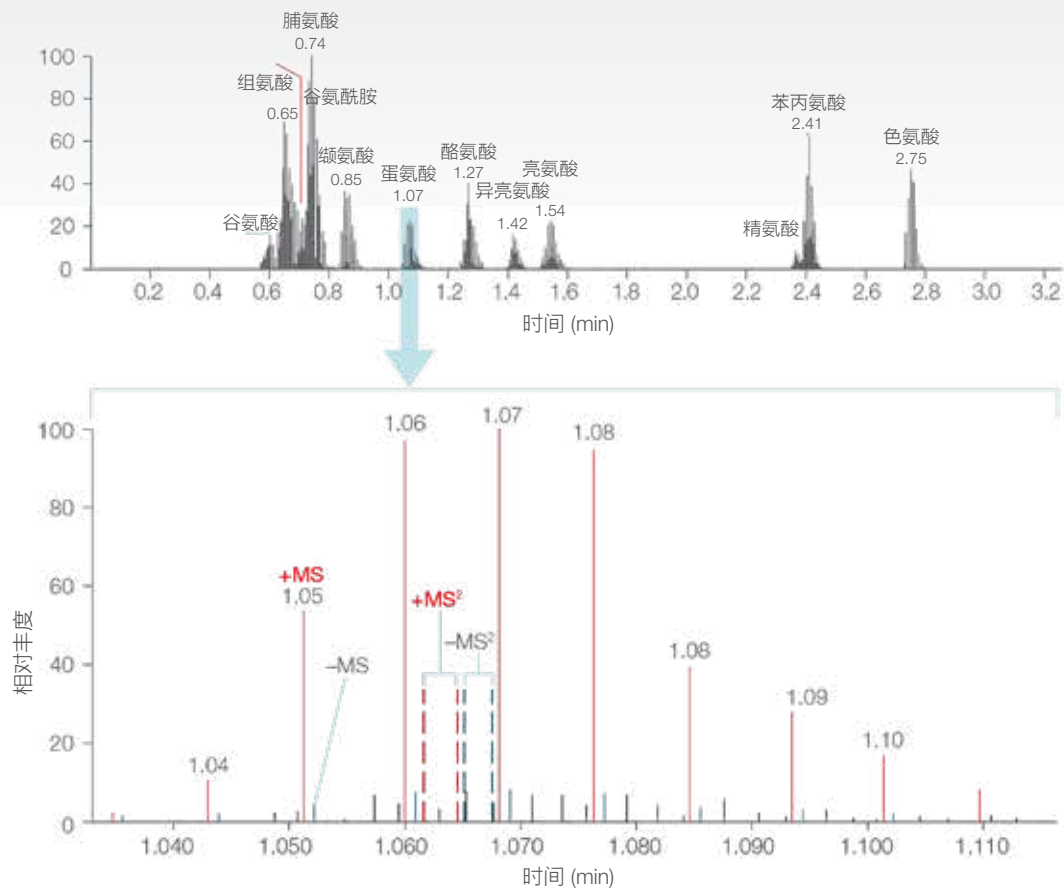 脯氨酸
0.74
100
组氨酸
0.65
谷氨酰胺
80
60
缬氨酸
0.85
蛋氨酸
1.07
酪氨酸
1.27
亮氨酸
1.54
异亮氨酸
1.42
苯丙氨酸
2.41
色氨酸
2.75
40
谷氨酸
精氨酸
20
0
0.2 0.4 0.6 0.8 1.0 1.2 1.4 1.6 1.8 2.0 2.2 2.4 2.6 2.8 3.0 3.2
时间 (min)
100
1.06
1.07
1.08
80
60
+MS
1,05
+MS²
–MS²
相对丰度
40
–MS
1.08
1.09
20
1.04
1.10
0
1.040 1.050 1.060 1.070 1.080 1.090 1.100 1,110
时间 (min)